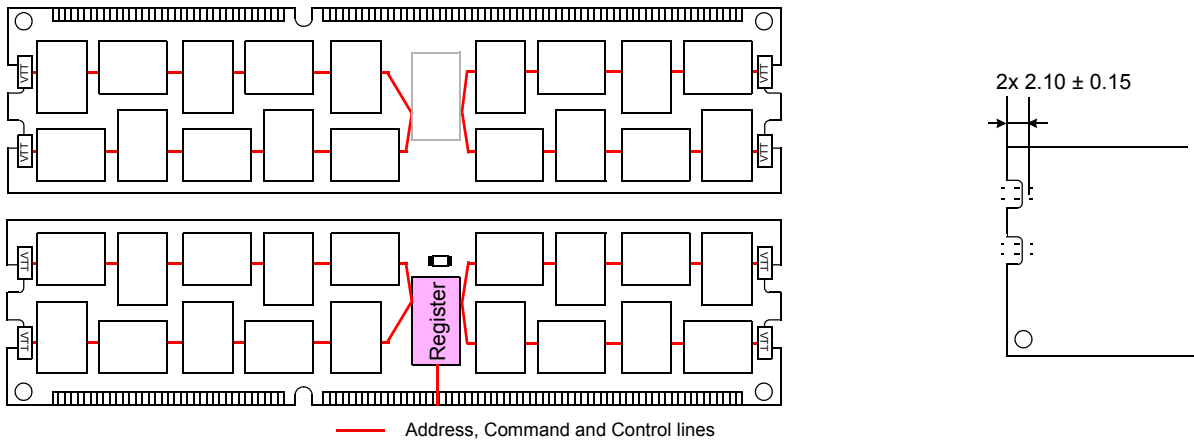 VTT
VTT
2x 2.10 ± 0.15
VTT
VTT
VTT
VTT
Register
VTT
VTT
Address, Command and Control lines